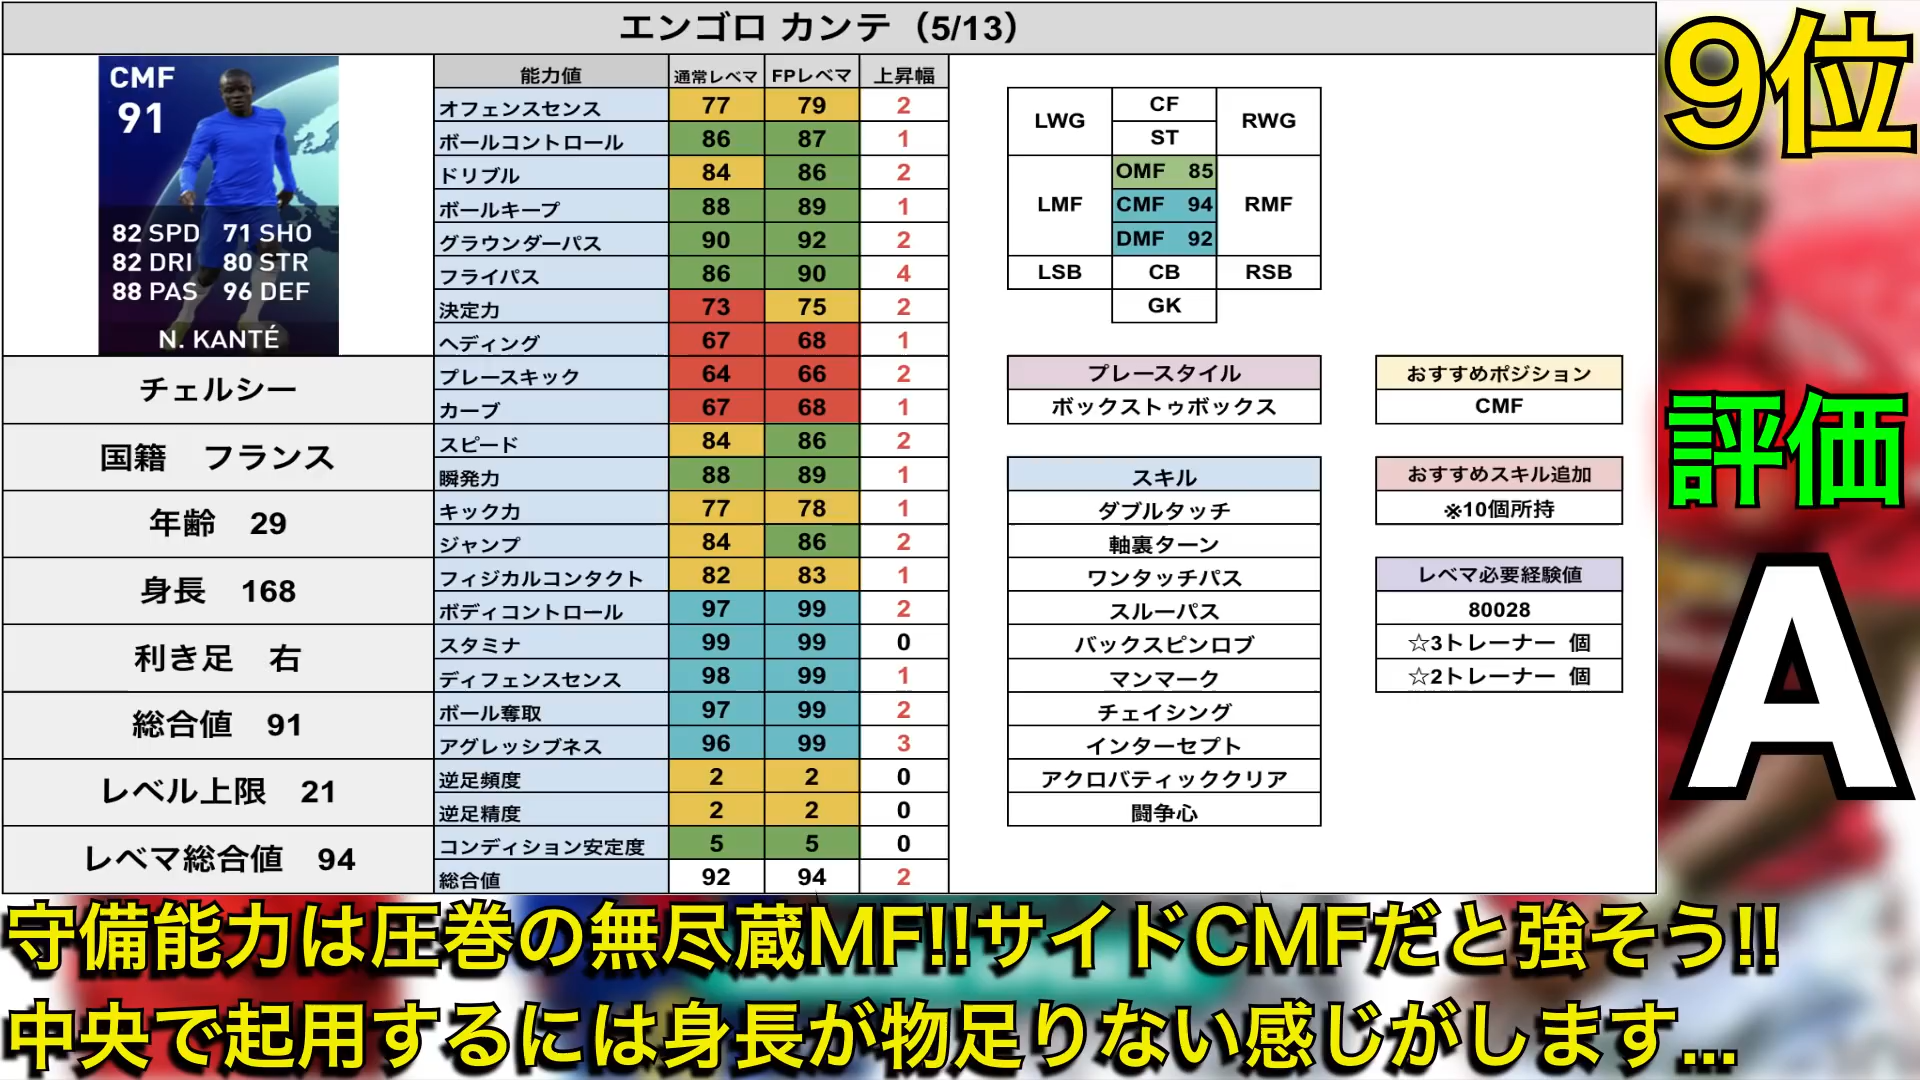 エンゴロ カンテ（5/13）
9位
CMF
91
82 SPD 71 SHO
82 DRI 80 STR
88 PAS 96 DEF
N. KANTÉ
チェルシー
国籍 フランス
年齢 29
身長 168
利き足 右
総合値 91
レベル上限 21
レベマ総合値 94
能力値 通常レベマ FPレベマ 上昇幅
オフェンスセンス 77 79 2
ボールコントロール 86 87 1
ドリブル 84 86 2
ボールキープ 88 89 1
グラウンダーパス 90 92 2
フライパス 86 90 4
決定力 73 75 2
ヘディング 67 68 1
プレースキック 64 66 2
カーブ 67 68 1
スピード 84 86 2
瞬発力 88 89 1
キック力 77 78 1
ジャンプ 84 86 2
フィジカルコンタクト 82 83 1
ボディコントロール 97 99 2
スタミナ 99 99 0
ディフェンスセンス 98 99 1
ボール奪取 97 99 2
アグレッシブネス 96 99 3
逆足頻度 2 2 0
逆足精度 2 2 0
コンディション安定度 5 5 0
総合値 92 94 2
LWG CF RWG
ST
OMF 85
LMF CMF 94 RMF
DMF 92
LSB CB RSB
GK
プレースタイル
ボックストゥボックス
スキル
ダブルタッチ
軸裏ターン
ワンタッチパス
スルーパス
バックスピンロブ
マンマーク
チェイシング
インターセプト
アクロバティッククリア
闘争心
おすすめポジション
CMF
おすすめスキル追加
※10個所持
レベマ必要経験値
80028
☆3トレーナー 個
☆2トレーナー 個
評価
A
守備能力は圧巻の無尽蔵MF!!サイドCMFだと強そう!!
中央で起用するには身長が物足りない感じがします...